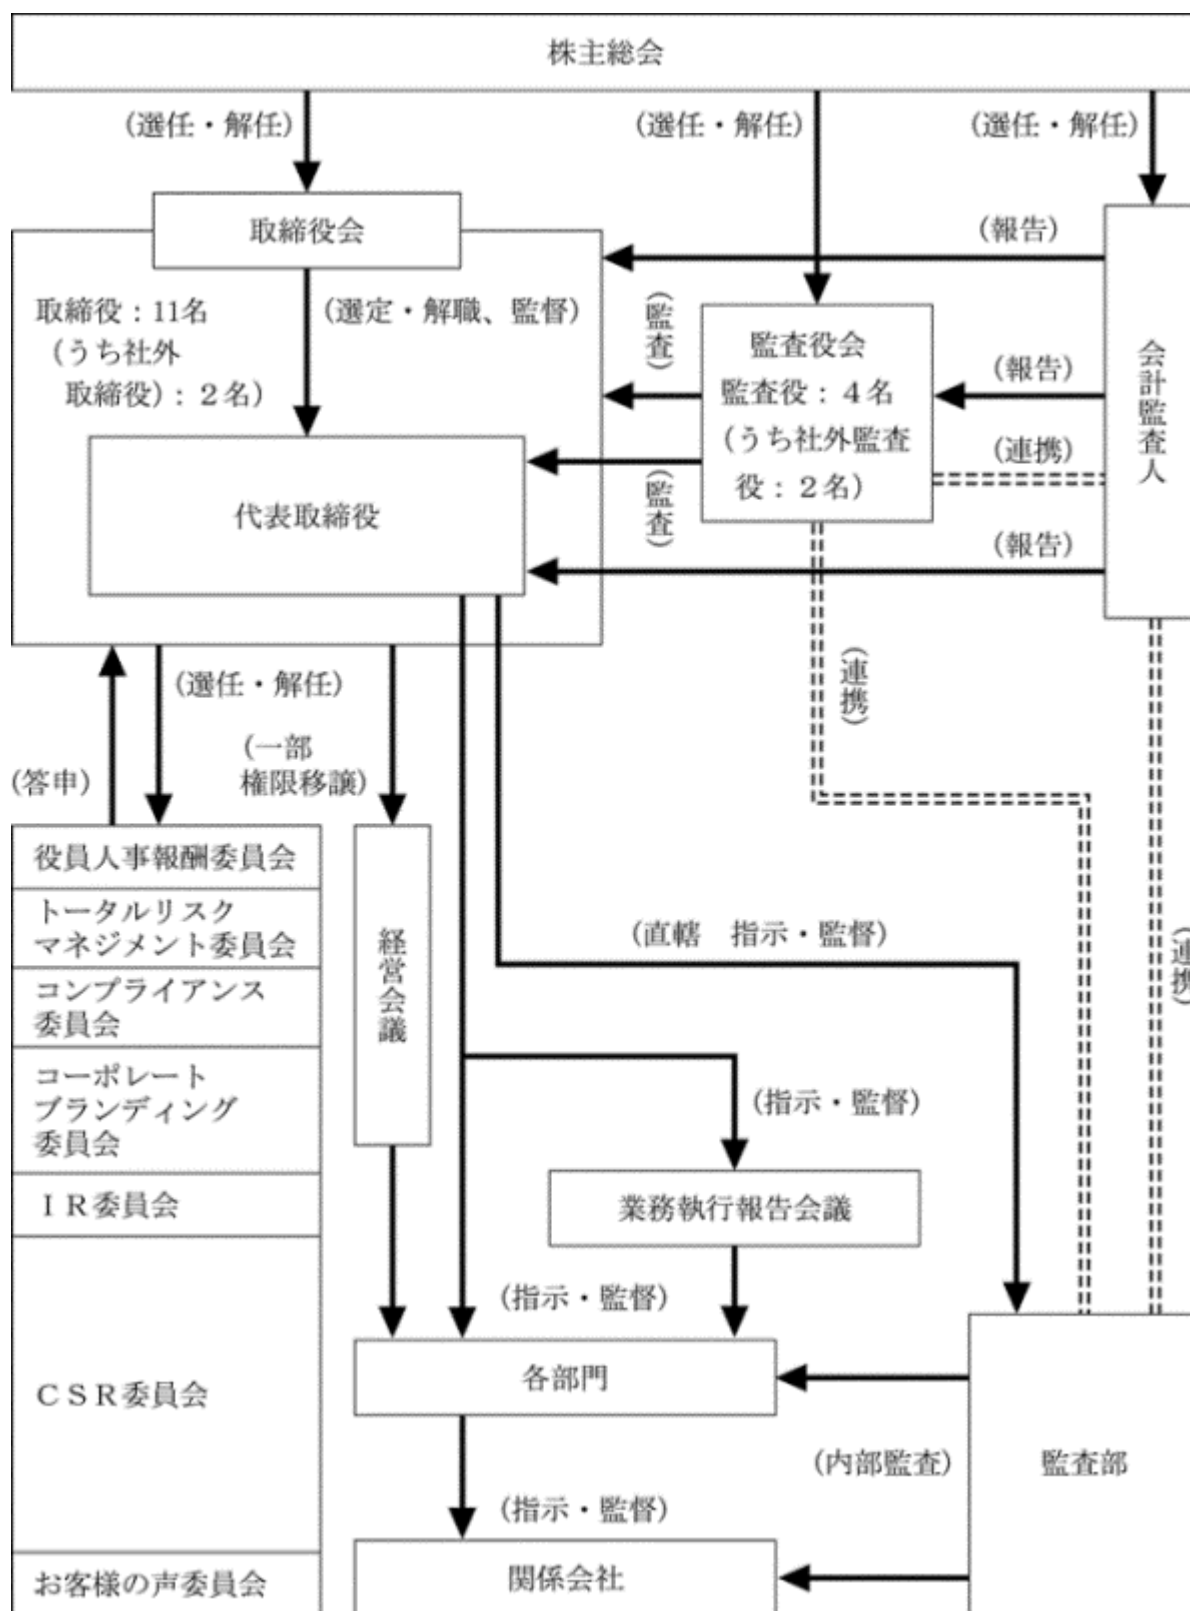 株主総会
(選任・解任)
(選任・解任)
(選任・解任)
取締役会
(報告)
取締役：11名
(うち社外
取締役)：２名)
(選定・解職、監督)
(監査)
監査役会
監査役：４名
(うち社外監査
役：２名)
(報告)
(連携)
会計監査人
代表取締役
(監査)
(報告)
(選任・解任)
(連携)
(一部
権限移譲)
(答申)
役員人事報酬委員会
トータルリスク
マネジメント委員会
コンプライアンス
委員会
コーポレート
ブランディング
委員会
ＩＲ委員会
ＣＳＲ委員会
お客様の声委員会
経営会議
(直轄　指示・監督)
(連携)
(指示・監督)
業務執行報告会議
(指示・監督)
各部門
(内部監査)
監査部
(指示・監督)
関係会社